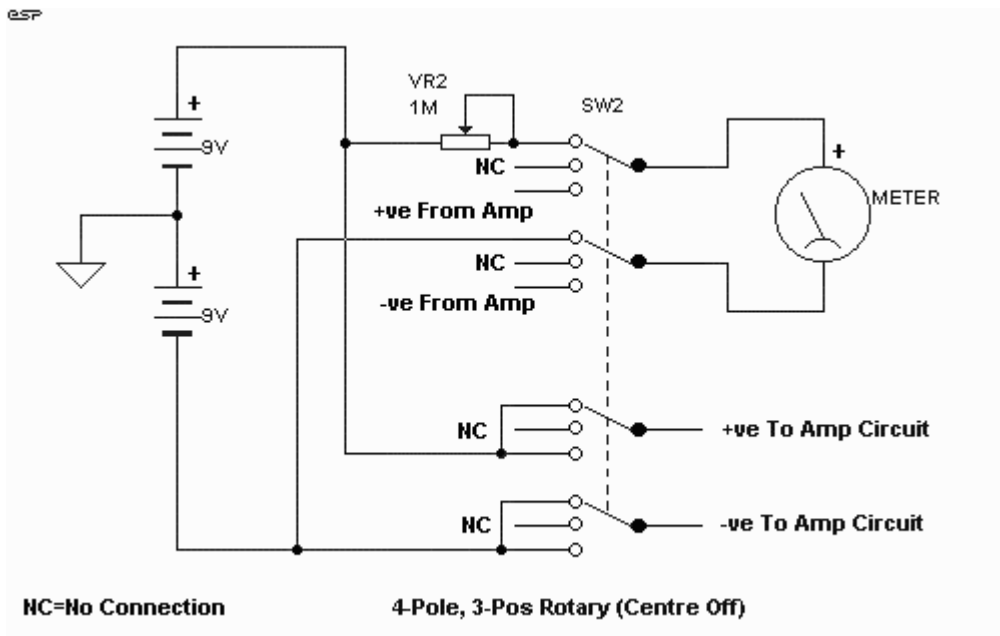 esp
+
9V
VR2
1M
SW2
NC
+ve From Amp
+
METER
NC
-ve From Amp
+
9V
NC
+ve To Amp Circuit
NC
-ve To Amp Circuit
NC=No Connection
4-Pole, 3-Pos Rotary (Centre Off)